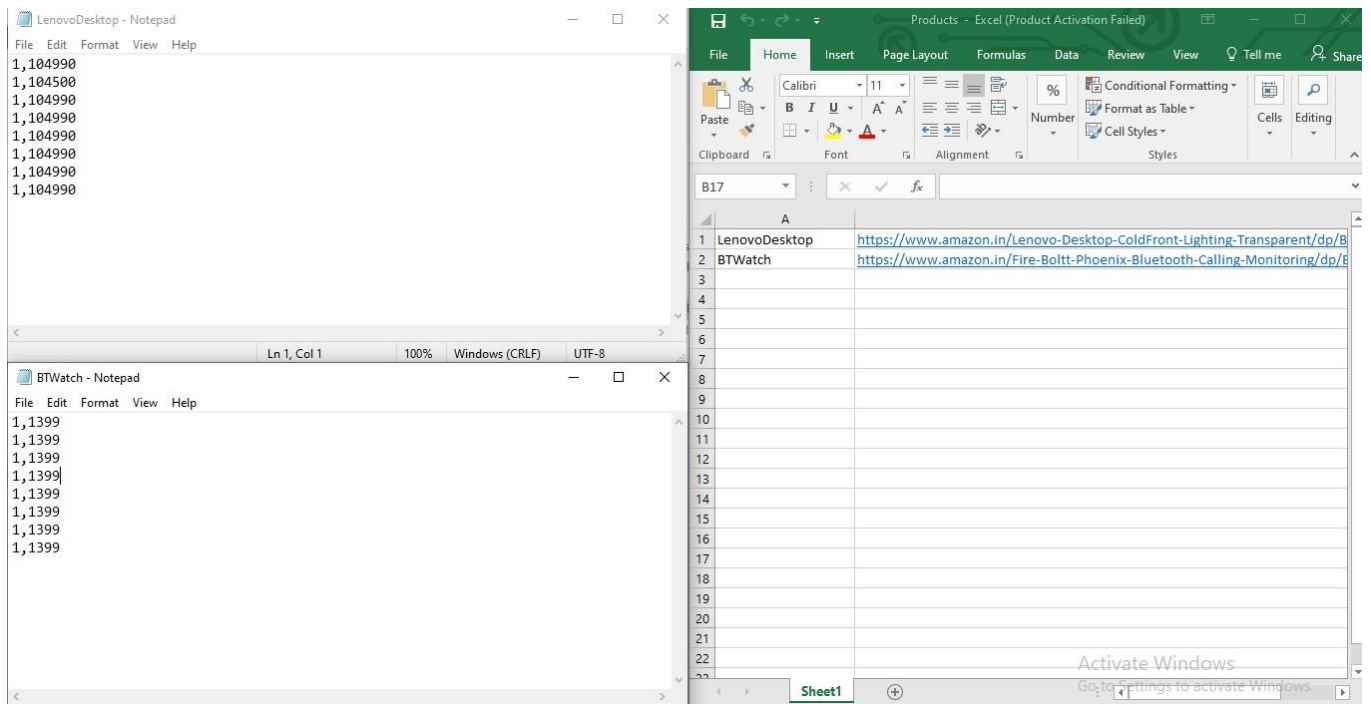 LenovoDesktop - Notepad
File Edit Format View Help
1,104990
1,104500
1,104990
1,104990
1,104990
1,104990
1,104990
1,104990
Ln 1, Col 1 100% Windows (CRLF) UTF-8
BTWatch - Notepad
File Edit Format View Help
1,1399
1,1399
1,1399
1,1399
1,1399
1,1399
1,1399
1,1399
Products - Excel (Product Activation Failed)
File Home Insert Page Layout Formulas Data Review View Tell me Share
Calibri 11
Paste B I U A A A % Number Conditional Formatting
Format as Table
Cell Styles
Cells Editing
Clipboard Font Alignment Styles
B17 fx
A
1 LenovoDesktop https://www.amazon.in/Lenovo-Desktop-ColdFront-Lighting-Transparent/dp/B
2 BTWatch https://www.amazon.in/Fire-Boltt-Phoenix-Bluetooth-Calling-Monitoring/dp/B
3
4
5
6
7
8
9
10
11
12
13
14
15
16
17
18
19
20
21
22
Activate Windows
Go to Settings to activate Windows.
Sheet1